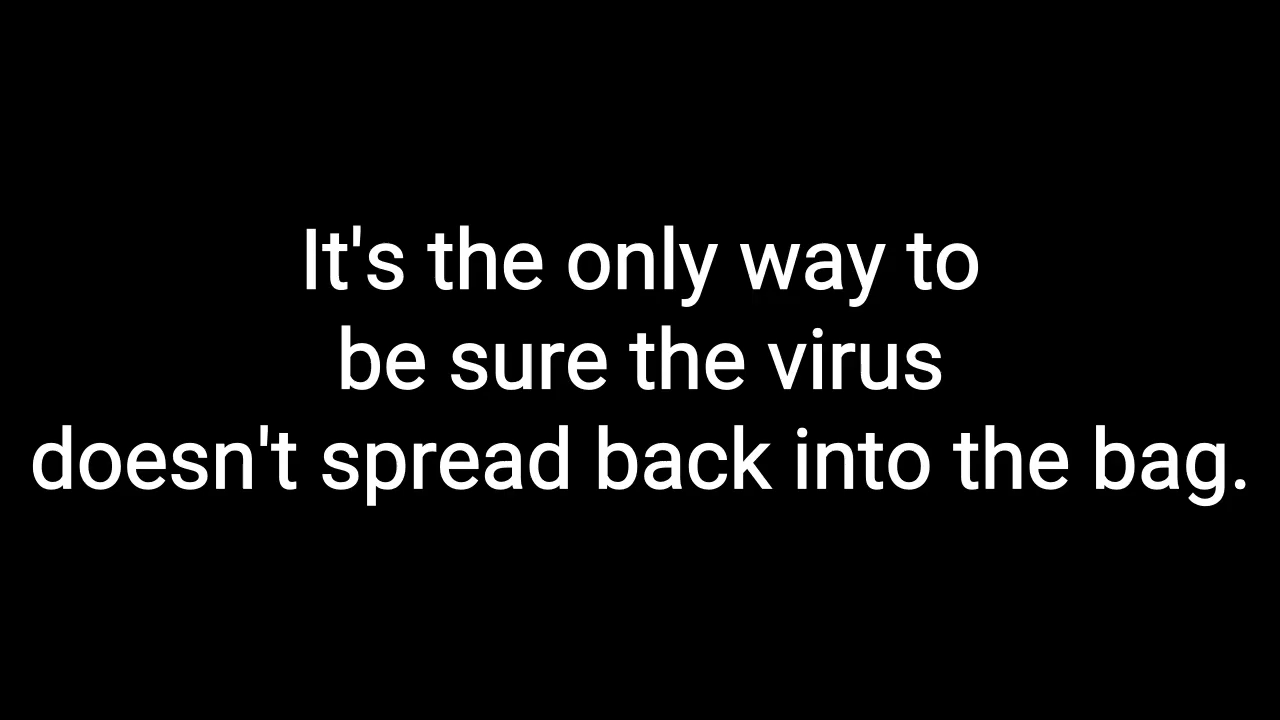 It's the only way to
be sure the virus
doesn't spread back into the bag.